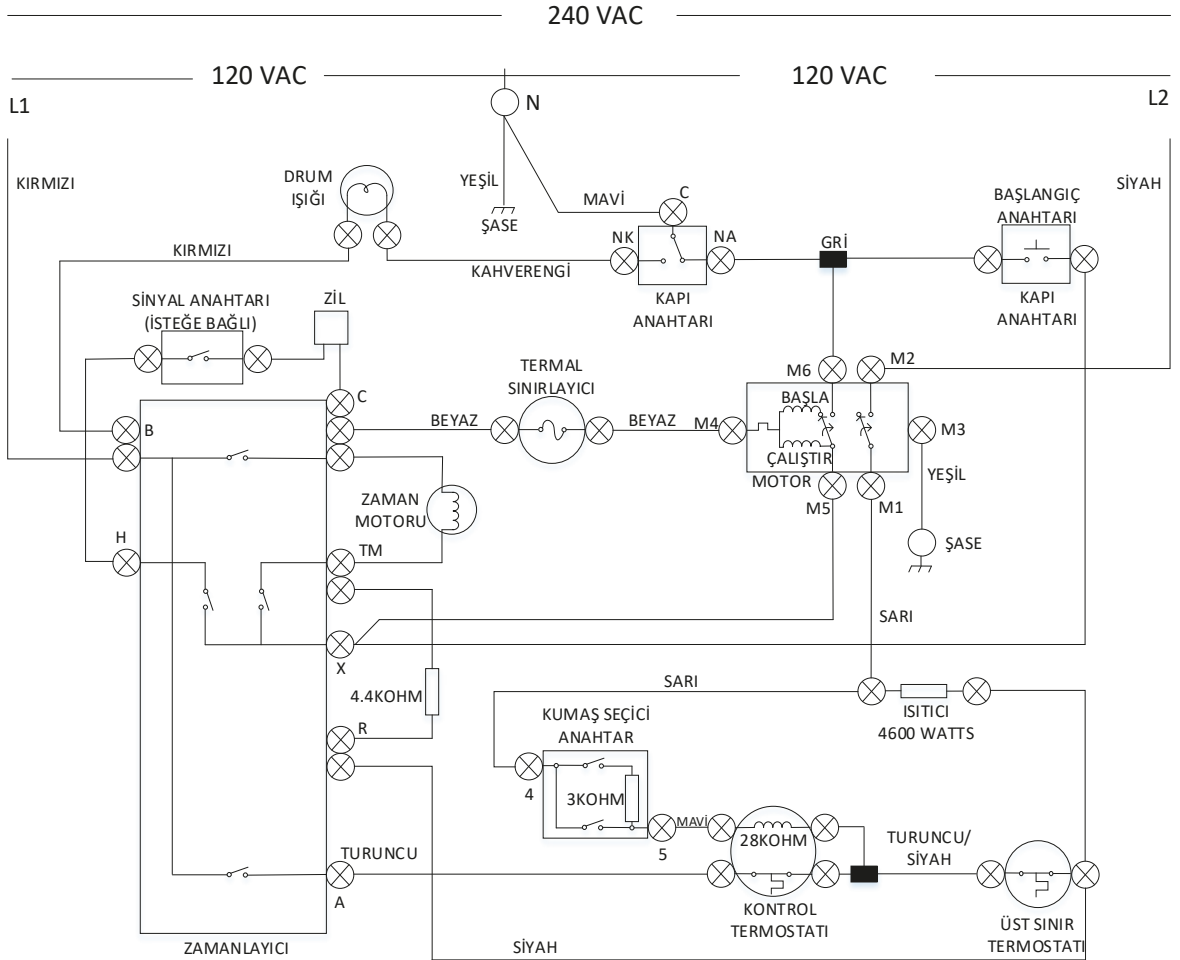 240 VAC
120 VAC
120 VAC
L1
N
L2
KIRMIZI
DRUM
IŞIĞI
YEŞİL
ŞASE
MAVİ
C
BAŞLANGIÇ
ANAHTARI
SİYAH
KIRMIZI
KAHVERENGİ
NK
NA
GRİ
KAPI
ANAHTARI
KAPI
ANAHTARI
SİNYAL ANAHTARI
(İSTEĞE BAĞLI)
ZİL
TERMAL
SINIRLAYICI
M6
M2
C
B
BEYAZ
BEYAZ
M4
BAŞLA
ÇALIŞTIR
MOTOR
M3
YEŞİL
M5
M1
ZAMAN
MOTORU
H
TM
ŞASE
SARI
X
4.4KOHM
SARI
ISITICI
4600 WATTS
R
KUMAŞ SEÇİCİ
ANAHTAR
4
3KOHM
5
MAVİ
28KOHM
TURUNCU/
SİYAH
TURUNCU
A
KONTROL
TERMOSTATI
ÜST SINIR
TERMOSTATI
ZAMANLAYICI
SİYAH